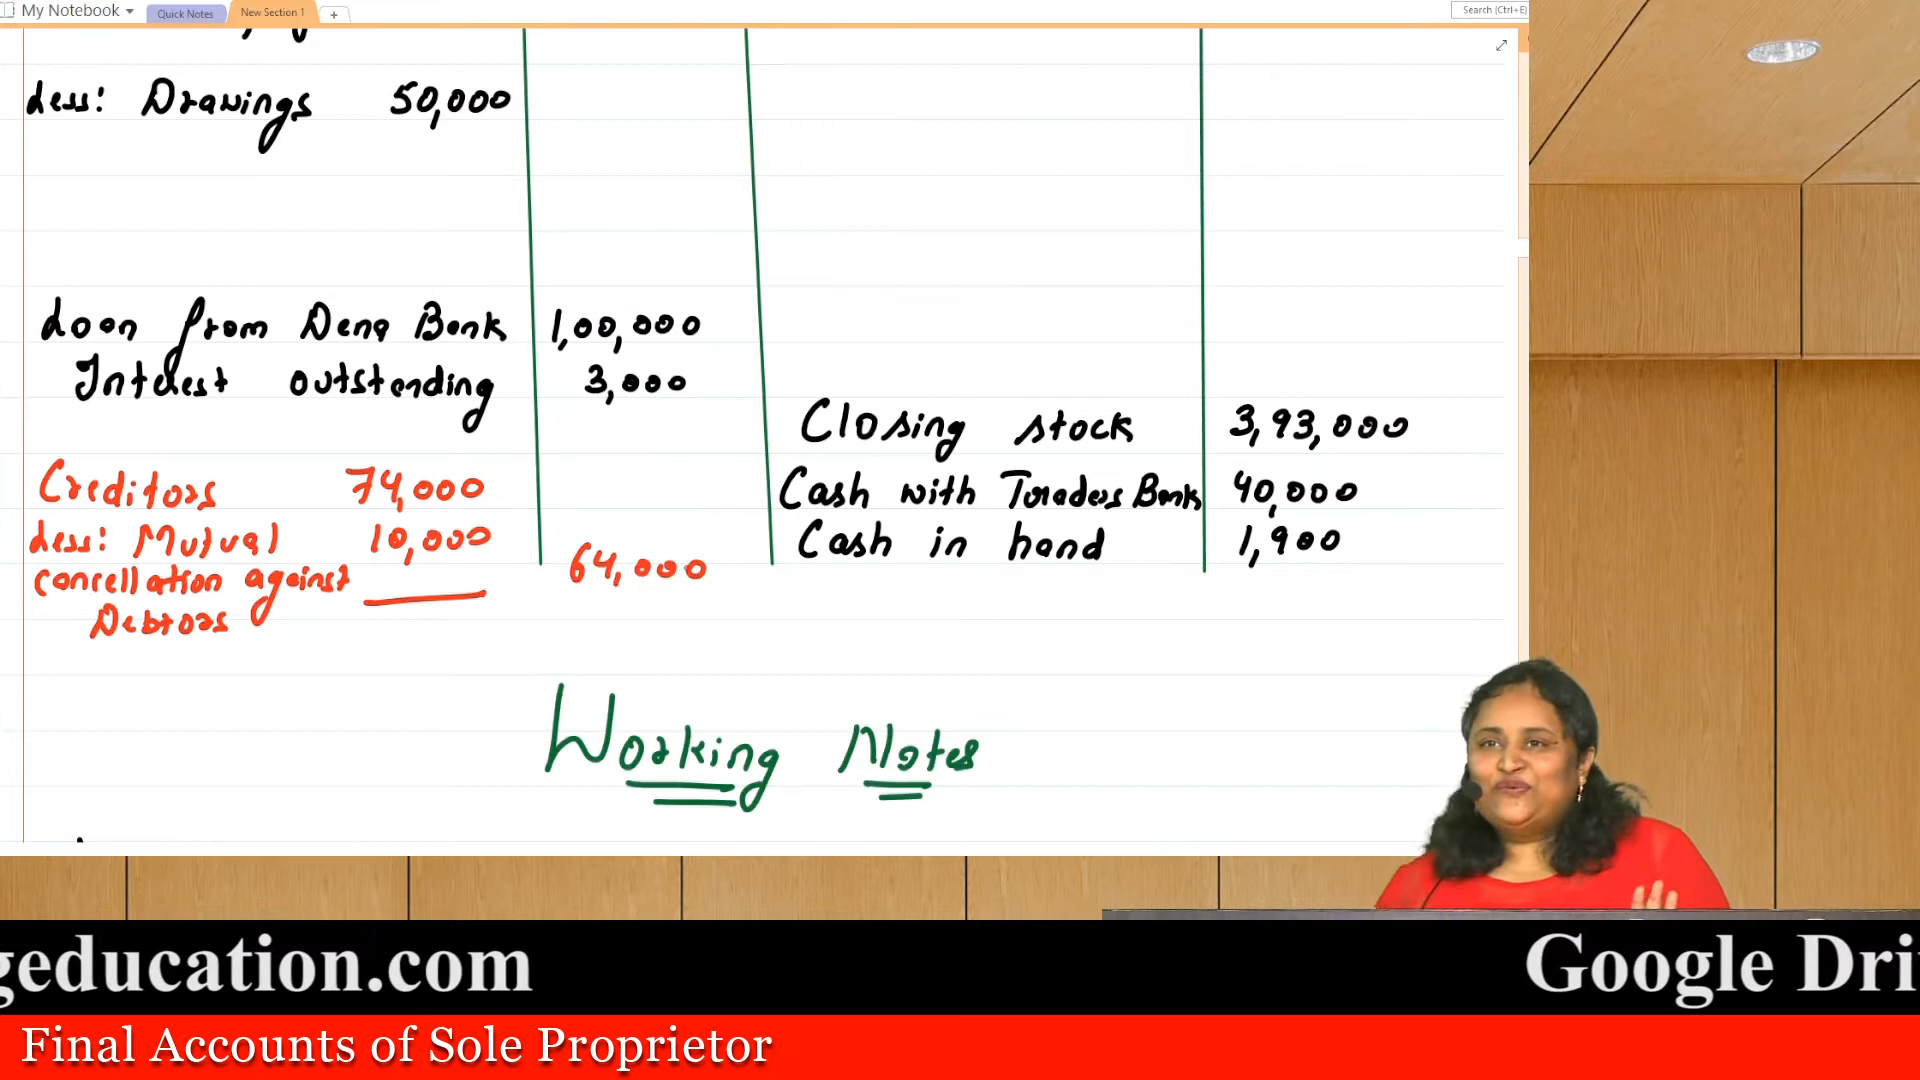 My Notebook
Quick Notes
New Section 1
+
Search (Ctrl+E)
Less: Drawings 50,000
Loan from Dena Bank 1,00,000
Interest outstanding 3,000
Closing stock 3,93,000
Creditors 74,000
Cash with Traders Bank 40,000
Less: Mutual 10,000
Cash in hand 1,900
cancellation against 64,000
Debtors
Working Notes
geducation.com
Google Dri
Final Accounts of Sole Proprietor